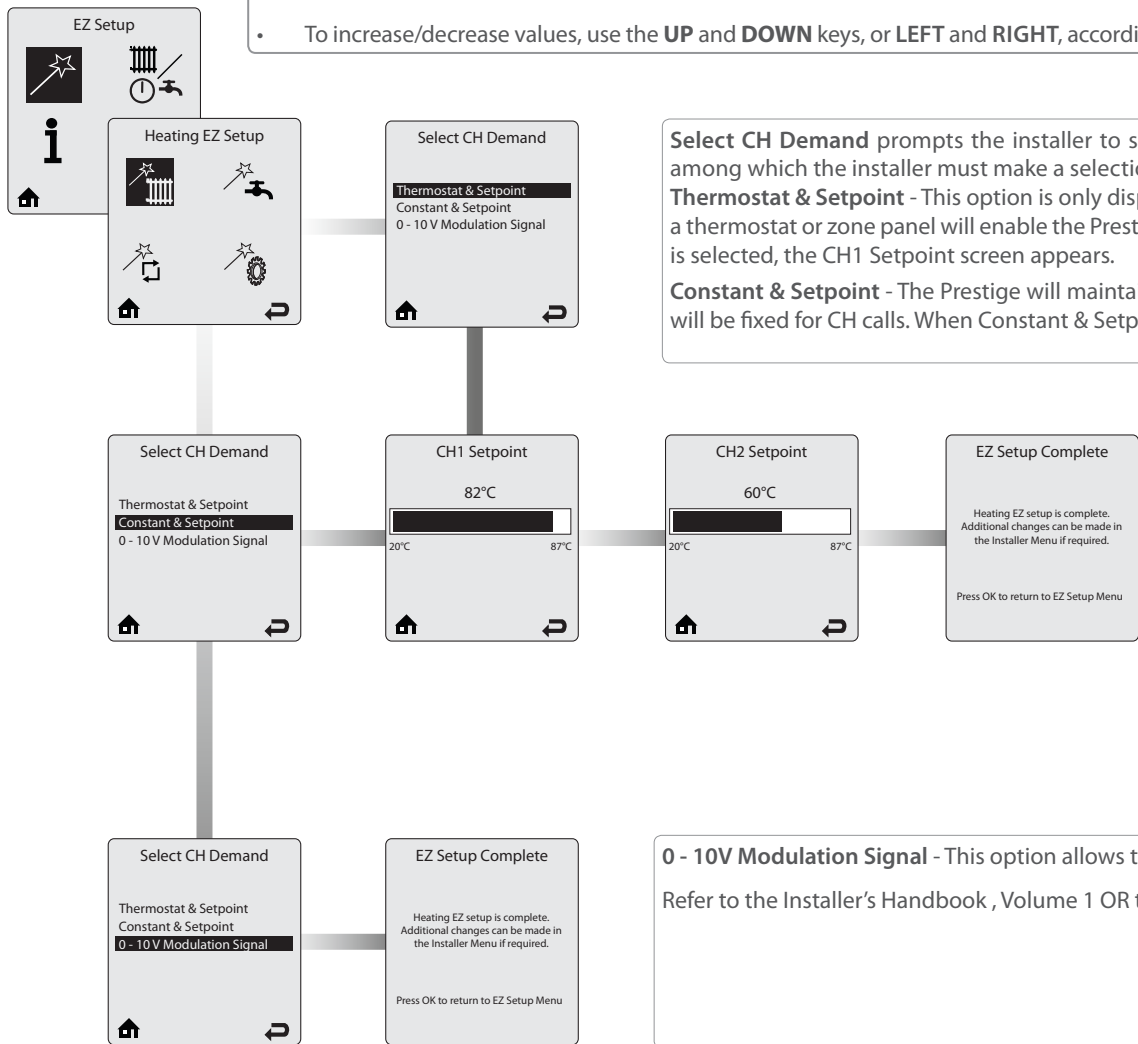 EZ Setup
• To increase/decrease values, use the UP and DOWN keys, or LEFT and RIGHT,
Heating EZ Setup
Select CH Demand
Thermostat & Setpoint
Constant & Setpoint
0 - 10 V Modulation Signal
Select CH Demand prompts the installer to
among which the installer must make a
Thermostat & Setpoint - This option is only
a thermostat or zone panel will enable the
is selected, the CH1 Setpoint screen appears.
Constant & Setpoint - The Prestige will
will be fixed for CH calls. When Constant &
Select CH Demand
Thermostat & Setpoint
Constant & Setpoint
0 - 10 V Modulation Signal
CH1 Setpoint
82°C
20°C 87°C
CH2 Setpoint
60°C
20°C 87°C
EZ Setup Complete
Heating EZ setup is complete.
Additional changes can be made in
the Installer Menu if required.
Press OK to return to EZ Setup Menu
Select CH Demand
Thermostat & Setpoint
Constant & Setpoint
0 - 10 V Modulation Signal
EZ Setup Complete
Heating EZ setup is complete.
Additional changes can be made in
the Installer Menu if required.
Press OK to return to EZ Setup Menu
0 - 10V Modulation Signal - This option allows
Refer to the Installer's Handbook , Volume 1 OR